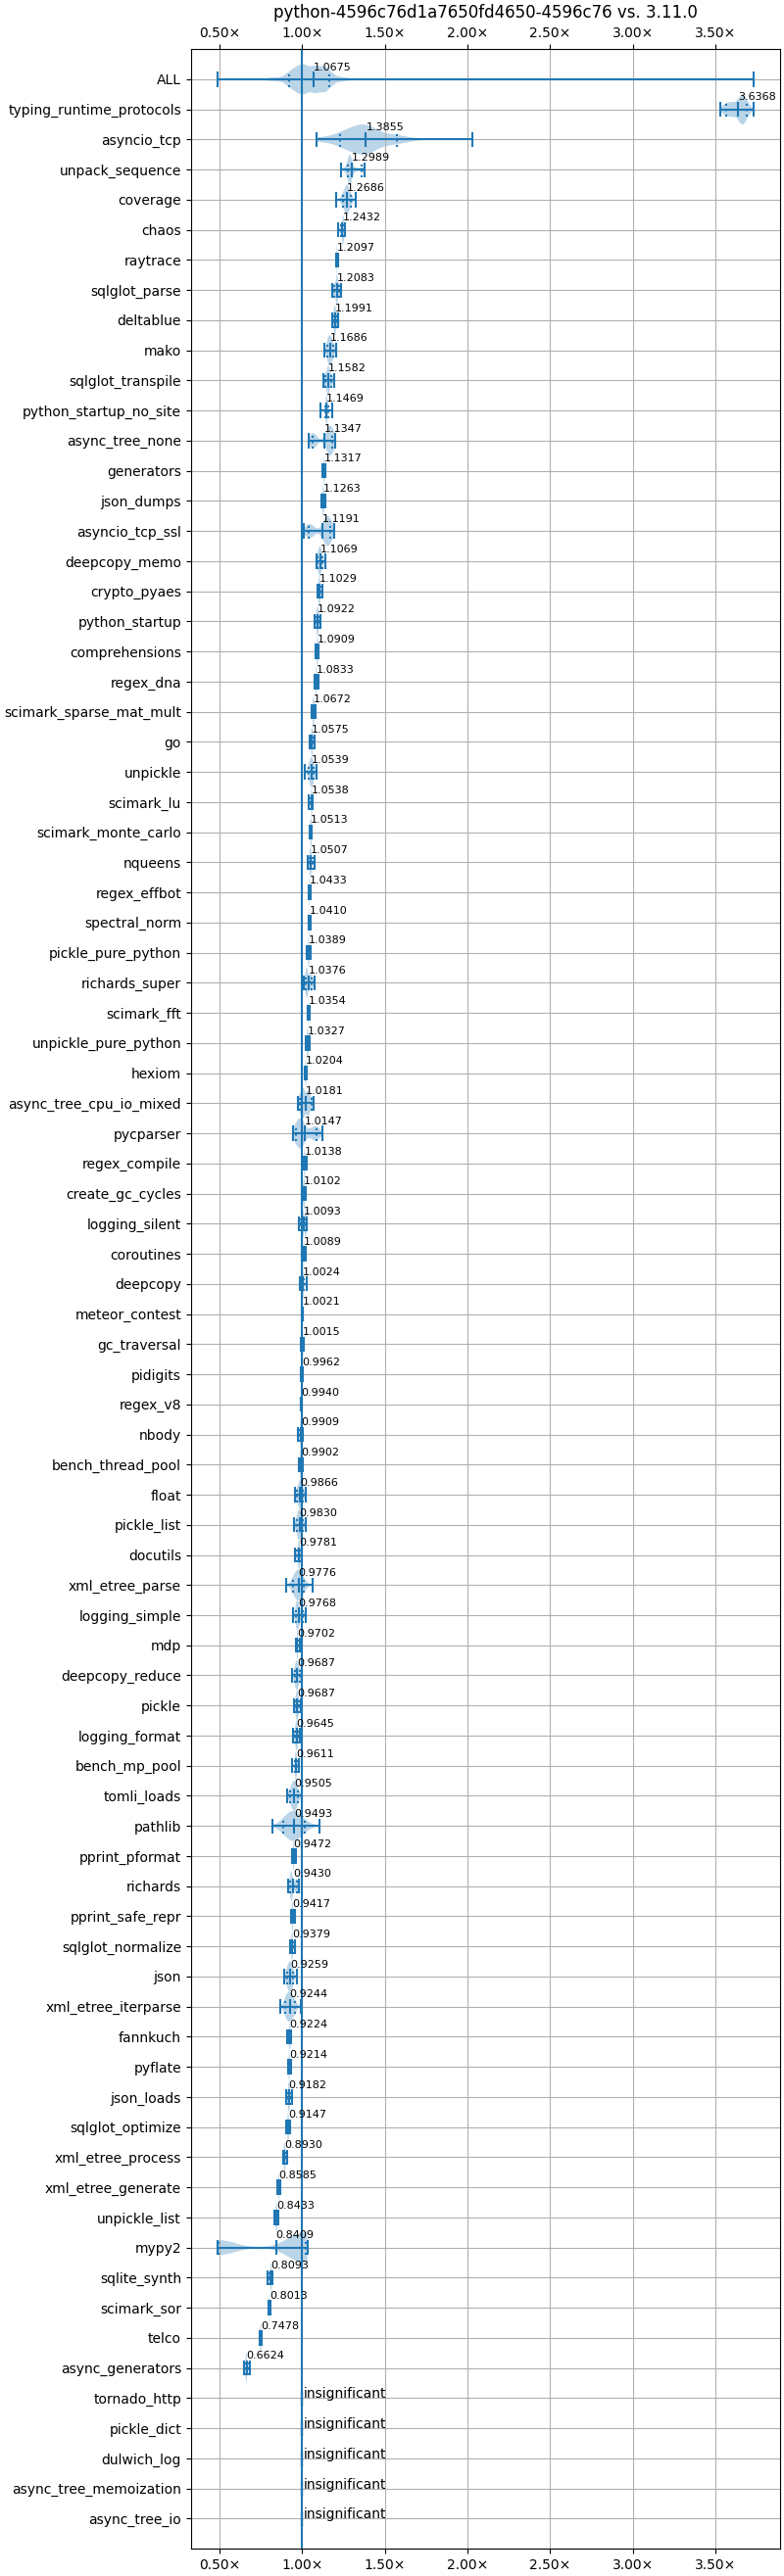 python-4596c76d1a7650fd4650-4596c76 vs. 3.11.0
0.50× 1.00× 1.50× 2.00× 2.50× 3.00× 3.50×
ALL 1.0675
typing_runtime_protocols 3.6368
asyncio_tcp 1.3855
unpack_sequence 1.2989
coverage 1.2686
chaos 1.2432
raytrace 1.2097
sqlglot_parse 1.2083
deltablue 1.1991
mako 1.1686
sqlglot_transpile 1.1582
python_startup_no_site 1.1469
async_tree_none 1.1347
generators 1.1317
json_dumps 1.1263
asyncio_tcp_ssl 1.1191
deepcopy_memo 1.1069
crypto_pyaes 1.1029
python_startup 1.0922
comprehensions 1.0909
regex_dna 1.0833
scimark_sparse_mat_mult 1.0672
go 1.0575
unpickle 1.0539
scimark_lu 1.0538
scimark_monte_carlo 1.0513
nqueens 1.0507
regex_effbot 1.0433
spectral_norm 1.0410
pickle_pure_python 1.0389
richards_super 1.0376
scimark_fft 1.0354
unpickle_pure_python 1.0327
hexiom 1.0204
async_tree_cpu_io_mixed 1.0181
pycparser 1.0147
regex_compile 1.0138
create_gc_cycles 1.0102
logging_silent 1.0093
coroutines 1.0089
deepcopy 1.0024
meteor_contest 1.0021
gc_traversal 1.0015
pidigits 0.9962
regex_v8 0.9940
nbody 0.9909
bench_thread_pool 0.9902
float 0.9866
pickle_list 0.9830
docutils 0.9781
xml_etree_parse 0.9776
logging_simple 0.9768
mdp 0.9702
deepcopy_reduce 0.9687
pickle 0.9687
logging_format 0.9645
bench_mp_pool 0.9611
tomli_loads 0.9505
pathlib 0.9493
pprint_pformat 0.9472
richards 0.9430
pprint_safe_repr 0.9417
sqlglot_normalize 0.9379
json 0.9259
xml_etree_iterparse 0.9244
fannkuch 0.9224
pyflate 0.9214
json_loads 0.9182
sqlglot_optimize 0.9147
xml_etree_process 0.8930
xml_etree_generate 0.8585
unpickle_list 0.8433
mypy2 0.8409
sqlite_synth 0.8093
scimark_sor 0.8013
telco 0.7478
async_generators 0.6624
tornado_http insignificant
pickle_dict insignificant
dulwich_log insignificant
async_tree_memoization insignificant
async_tree_io insignificant
0.50× 1.00× 1.50× 2.00× 2.50× 3.00× 3.50×